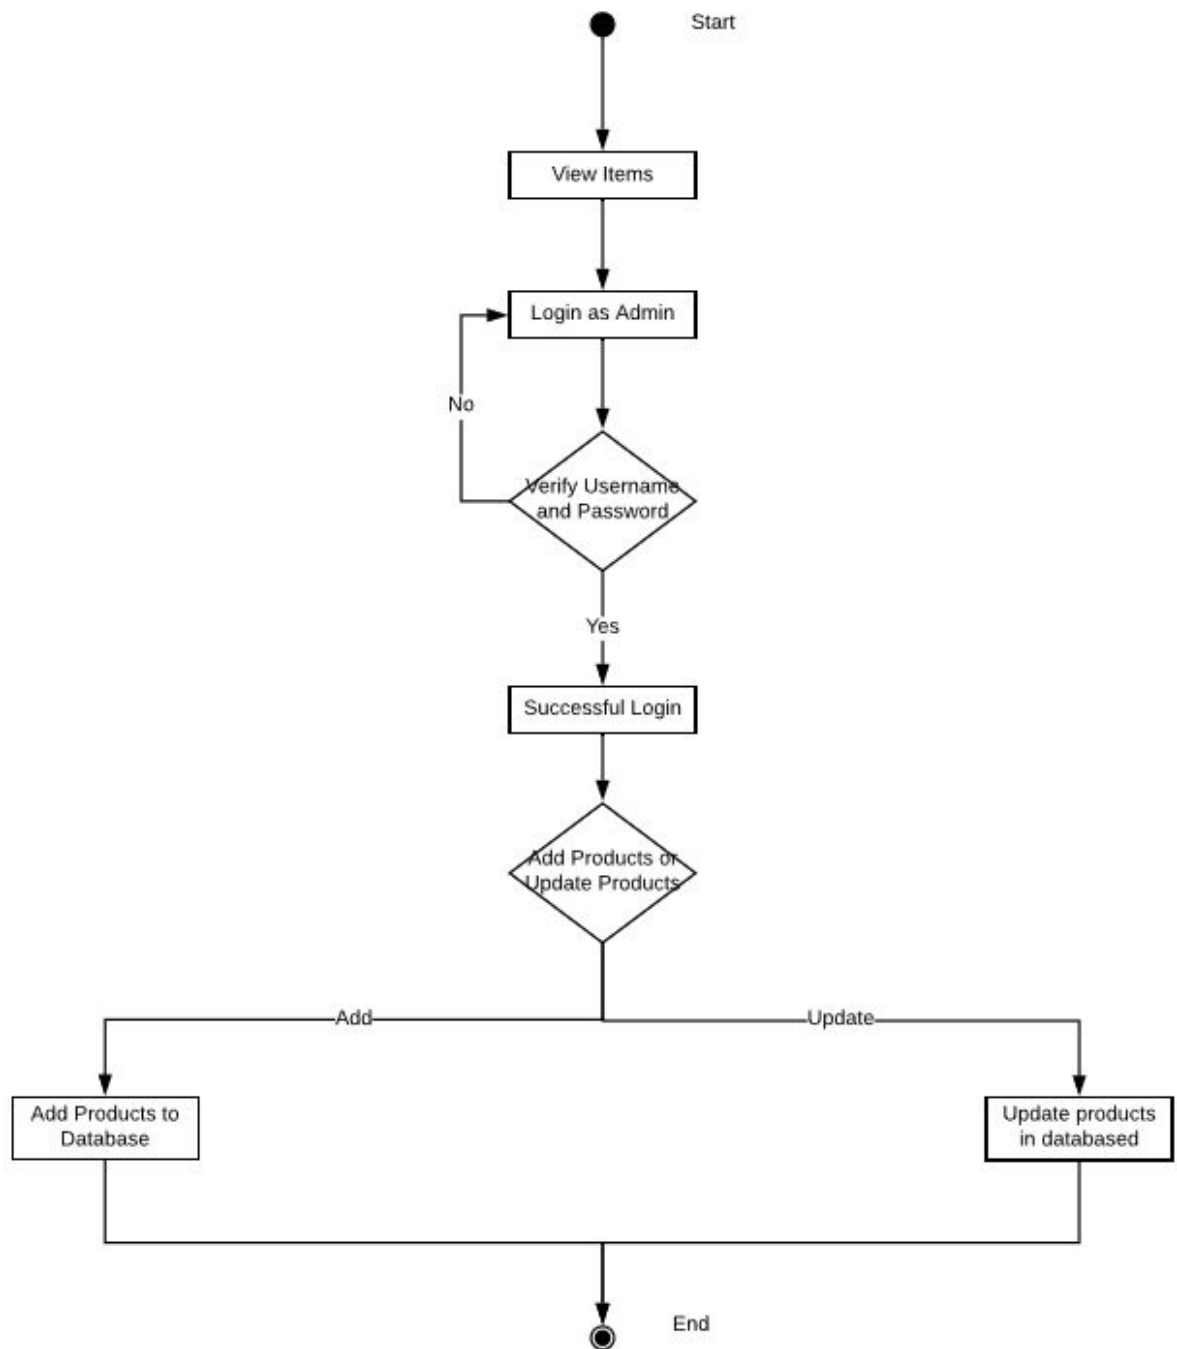 Start
View Items
Login as Admin
No
Verify Username
and Password
Yes
Successful Login
Add Products or
Update Products
Add
Update
Add Products to
Database
Update products
in databased
End